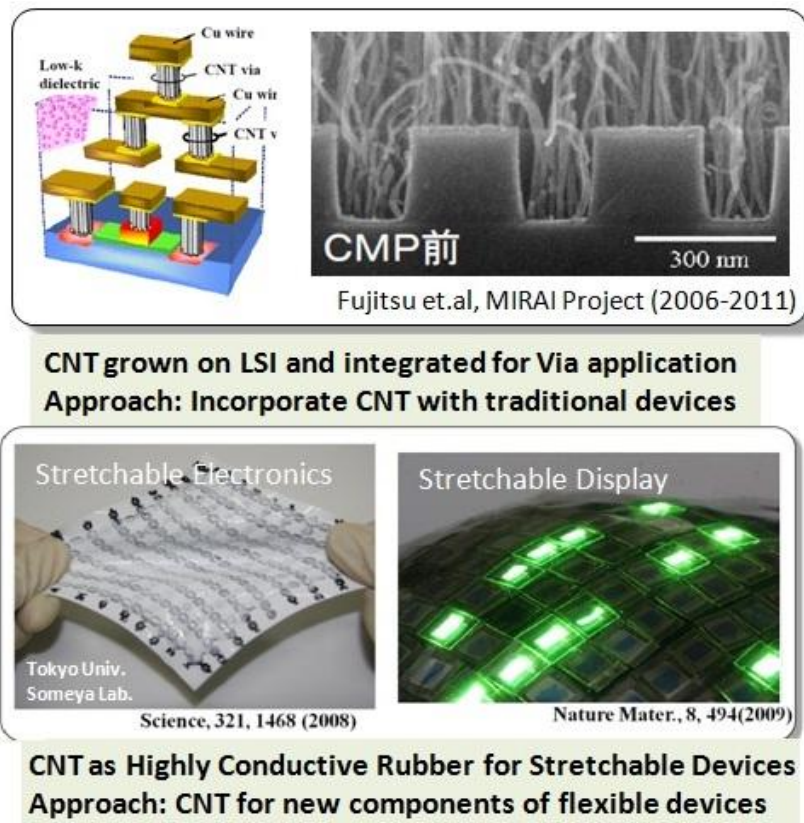 Cu wire
Low-k
dielectric
CNT via
Cu wir
CNT v
CMP前
300 nm
Fujitsu et.al, MIRAI Project (2006-2011)
CNT grown on LSI and integrated for Via application
Approach: Incorporate CNT with traditional devices
Stretchable Electronics
Stretchable Display
Tokyo Univ.
Someya Lab.
Science, 321, 1468 (2008)
Nature Mater., 8, 494(2009)
CNT as Highly Conductive Rubber for Stretchable Devices
Approach: CNT for new components of flexible devices